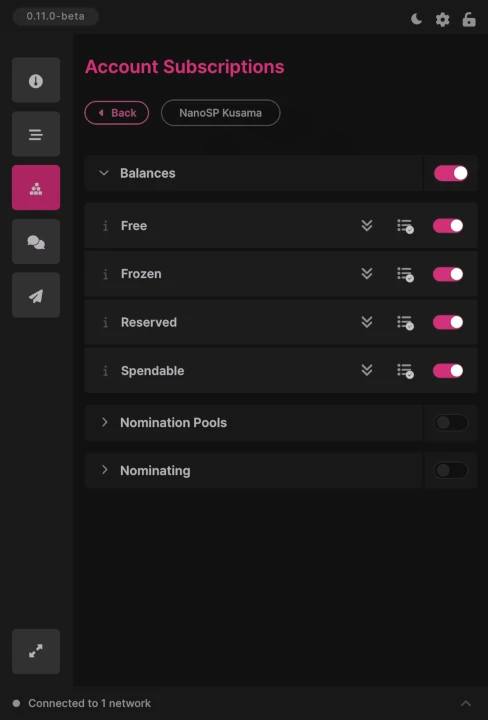 0.11.0-beta
Account Subscriptions
Back
NanoSP Kusama
Balances
Free
Frozen
Reserved
Spendable
Nomination Pools
Nominating
Connected to 1 network